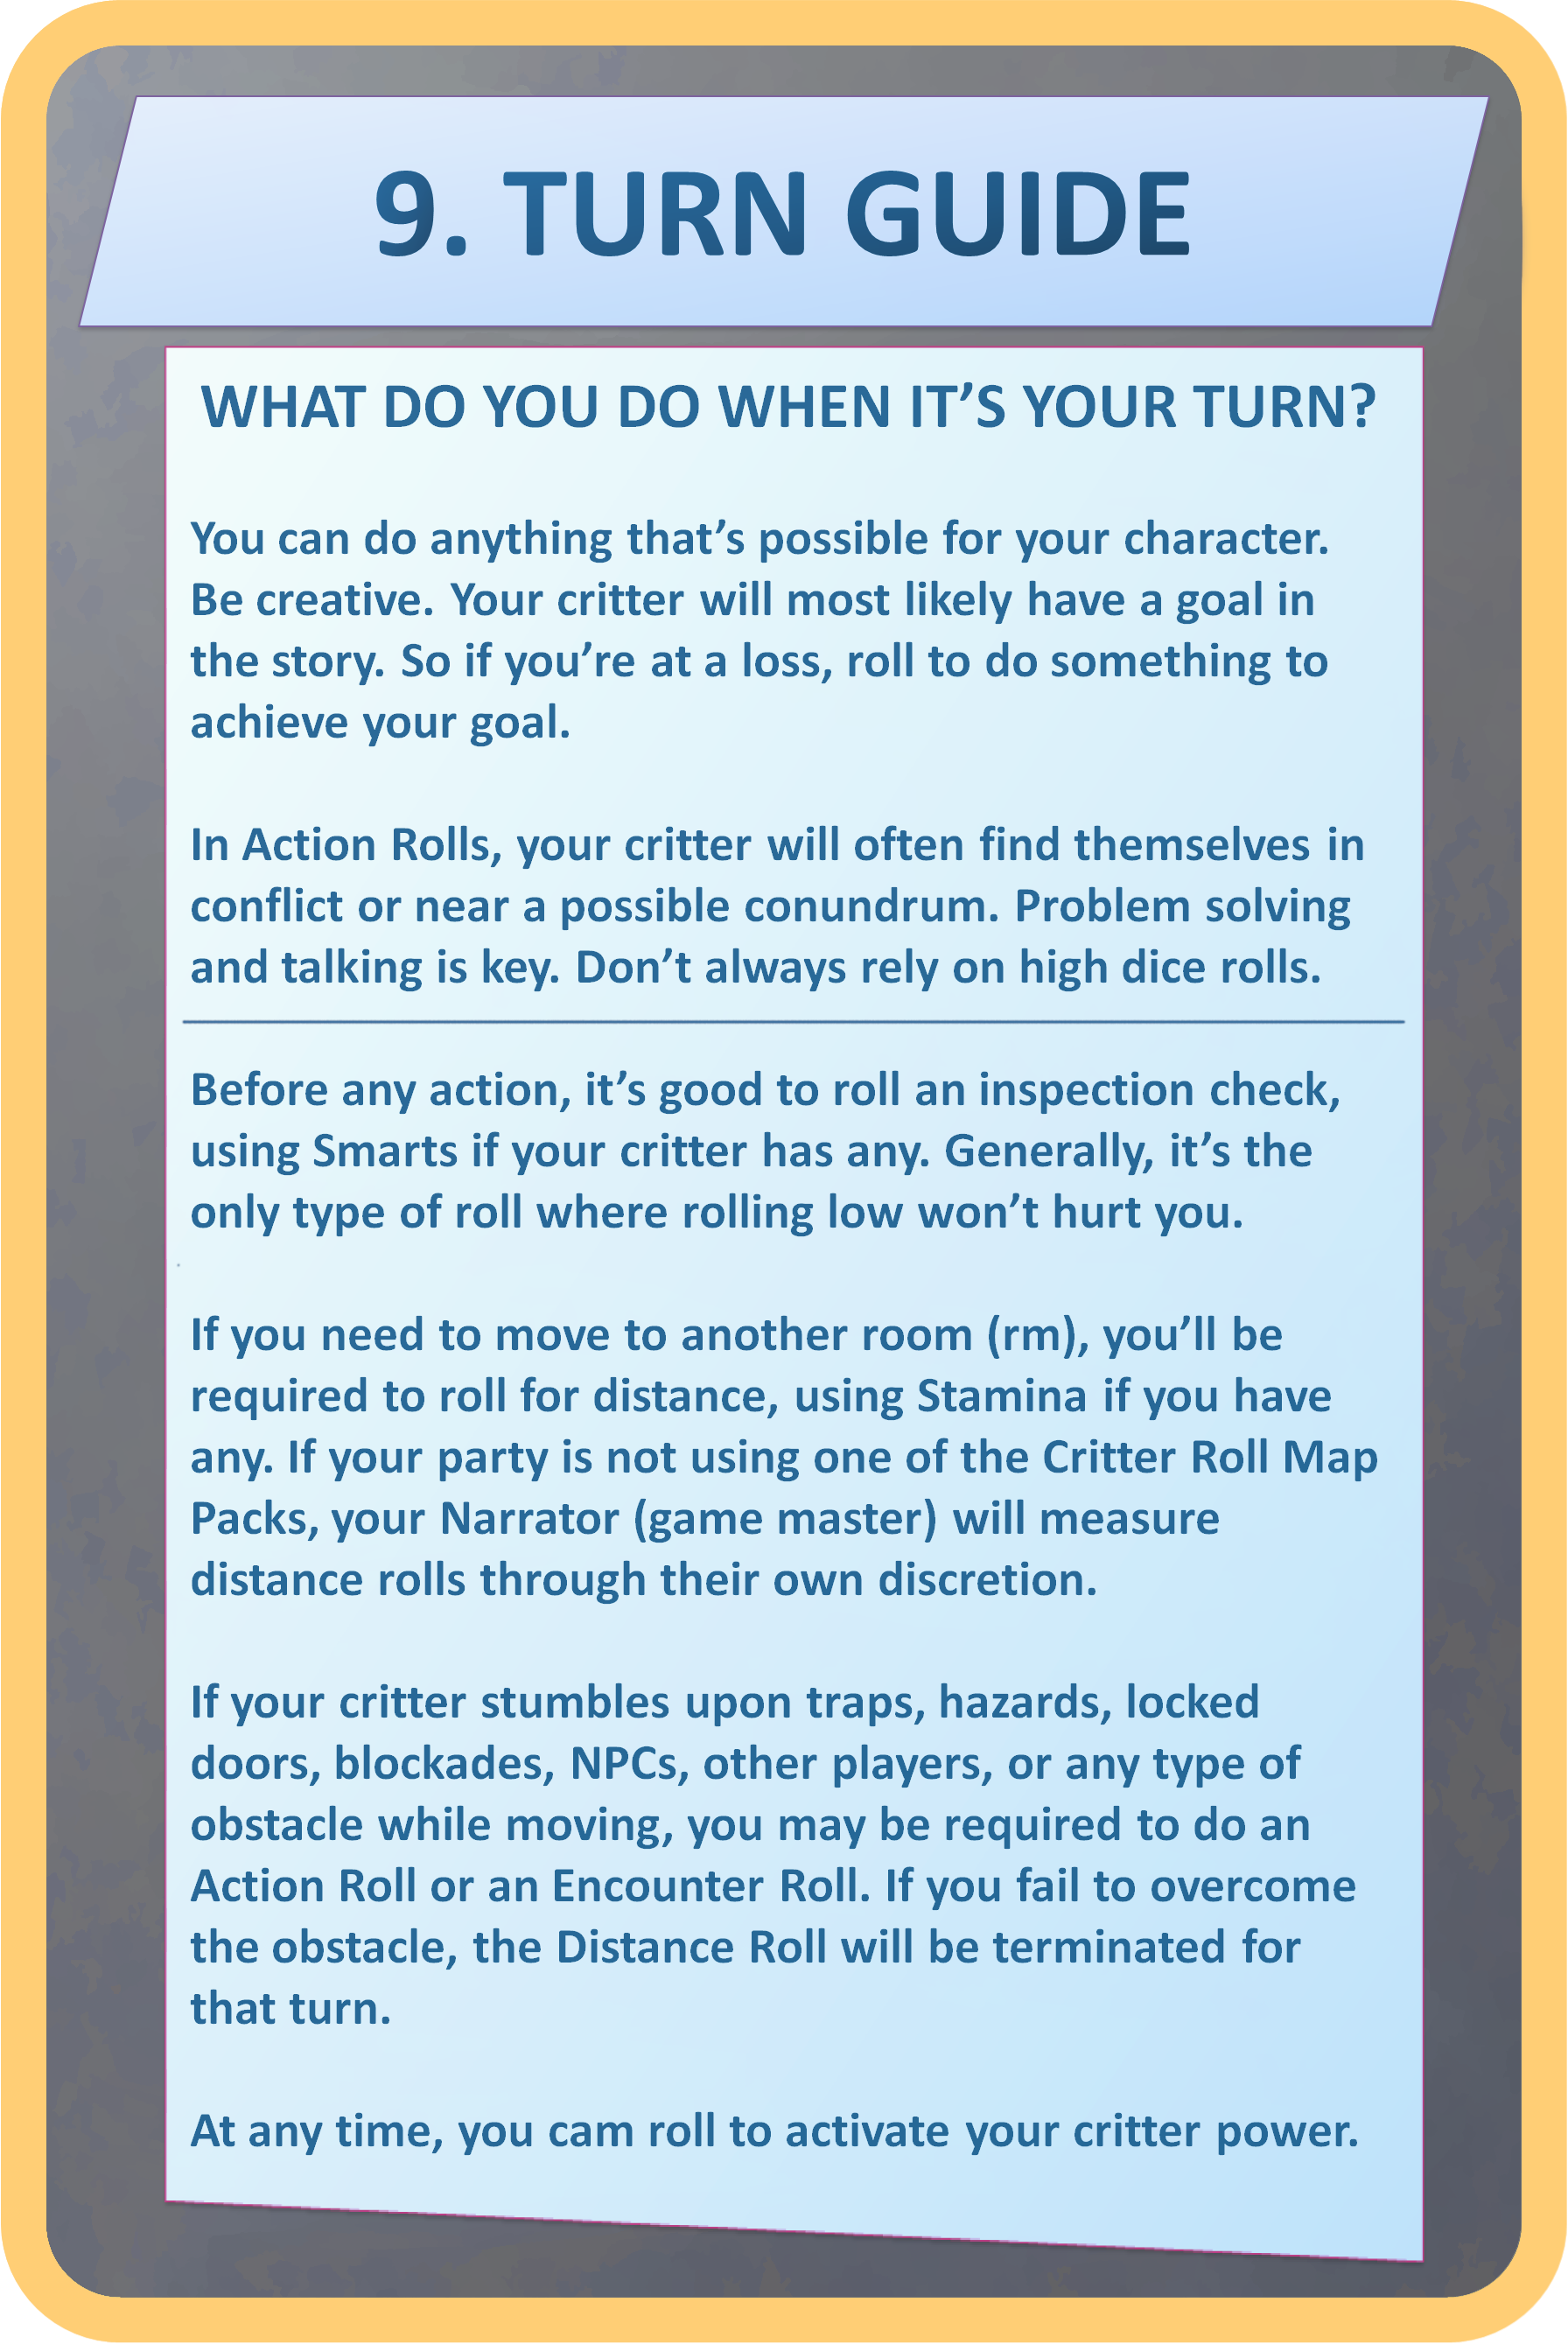 9. TURN GUIDE
WHAT DO YOU DO WHEN IT’S YOUR TURN?
You can do anything that’s possible for your character.
Be creative. Your critter will most likely have a goal in
the story. So if you’re at a loss, roll to do something to
achieve your goal.
In Action Rolls, your critter will often find themselves in
conflict or near a possible conundrum. Problem solving
and talking is key. Don’t always rely on high dice rolls.
Before any action, it’s good to roll an inspection check,
using Smarts if your critter has any. Generally, it’s the
only type of roll where rolling low won’t hurt you.
If you need to move to another room (rm), you’ll be
required to roll for distance, using Stamina if you have
any. If your party is not using one of the Critter Roll Map
Packs, your Narrator (game master) will measure
distance rolls through their own discretion.
If your critter stumbles upon traps, hazards, locked
doors, blockades, NPCs, other players, or any type of
obstacle while moving, you may be required to do an
Action Roll or an Encounter Roll. If you fail to overcome
the obstacle, the Distance Roll will be terminated for
that turn.
At any time, you cam roll to activate your critter power.